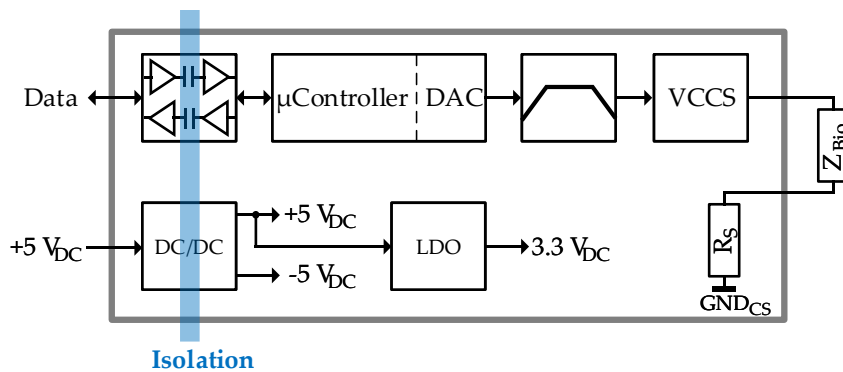 Data
μController
DAC
VCCS
Z_Bio
+5 V_DC
DC/DC
+5 V_DC
-5 V_DC
LDO
3.3 V_DC
R_S
GND_CS
Isolation